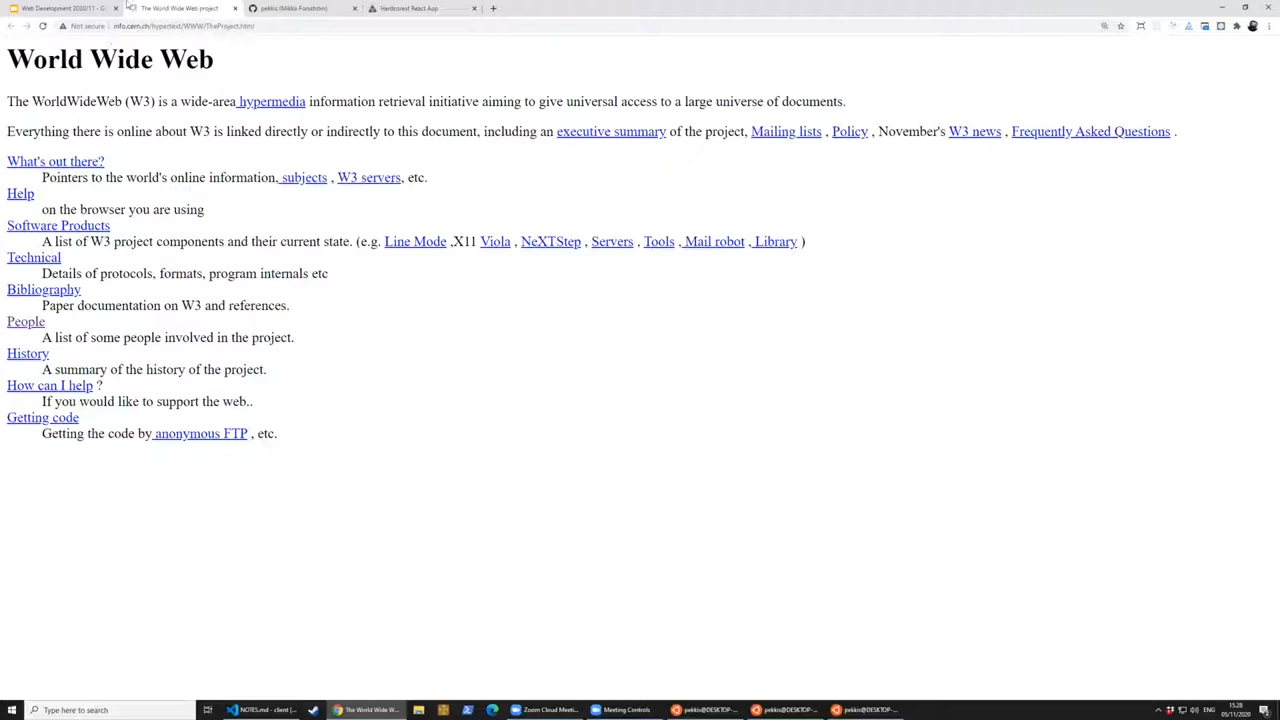 Web Development 2020/11 - G
The World Wide Web project
pekkis (Mikko Forsström)
Hardcorest React App
Not secure
info.cern.ch/hypertext/WWW/TheProject.html
World Wide Web
The WorldWideWeb (W3) is a wide-area hypermedia information retrieval initiative aiming to give universal access to a large universe of documents.
Everything there is online about W3 is linked directly or indirectly to this document, including an executive summary of the project, Mailing lists , Policy , November's W3 news , Frequently Asked Questions .
What's out there?
Pointers to the world's online information, subjects , W3 servers, etc.
Help
on the browser you are using
Software Products
A list of W3 project components and their current state. (e.g. Line Mode ,X11 Viola , NeXTStep , Servers , Tools , Mail robot , Library )
Technical
Details of protocols, formats, program internals etc
Bibliography
Paper documentation on W3 and references.
People
A list of some people involved in the project.
History
A summary of the history of the project.
How can I help ?
If you would like to support the web..
Getting code
Getting the code by anonymous FTP , etc.
15.28
Type here to search
NOTES.md - client [...
The World Wide W...
Zoom Cloud Meeti...
Meeting Controls
pekkis@DESKTOP-...
pekkis@DESKTOP-...
pekkis@DESKTOP-...
ENG
05/11/2020